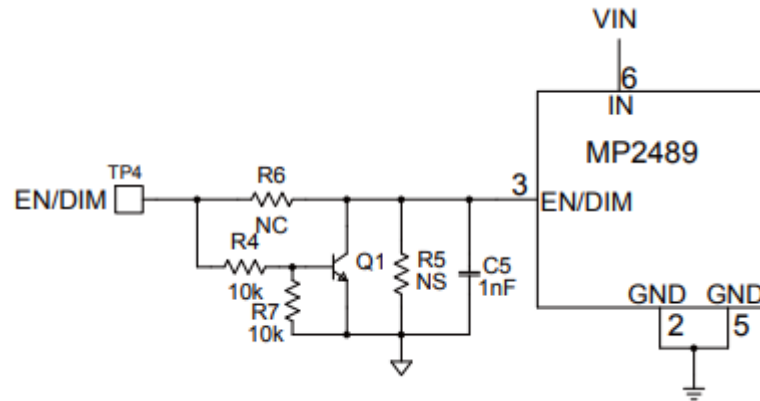 VIN
6
IN
MP2489
TP4
EN/DIM
R6
NC
3
EN/DIM
R4
10k
R7
10k
Q1
R5
NS
C5
1nF
GND
GND
2
5